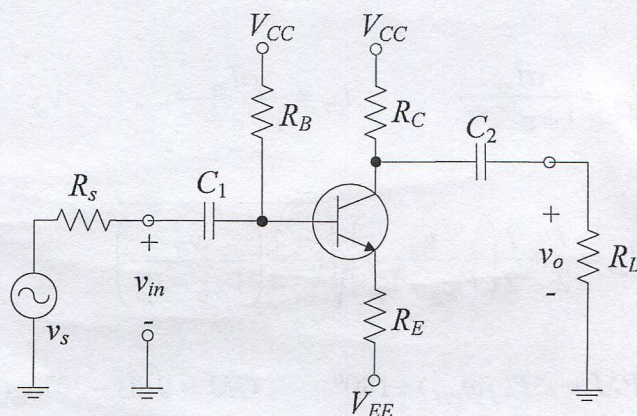 V_CC V_CC
R_B R_C
C_2
R_s C_1
+ +
v_in v_o R_L
- -
v_s
R_E
V_EE